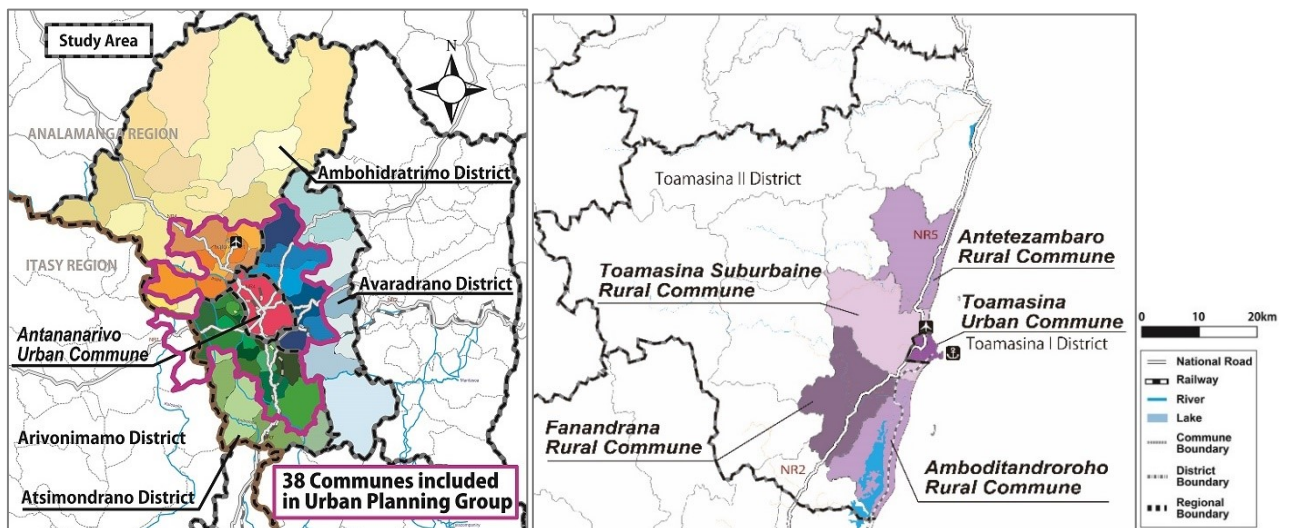 Study Area
N
ANALAMANGA REGION
Ambohidratrimo District
ITASY REGION
Avaradrano District
Antananarivo
Urban Commune
Arivonimamo District
Atsimondrano District
38 Communes included
in Urban Planning Group
Toamasina II District
NR5
Antetezambaro
Rural Commune
Toamasina Suburbaine
Rural Commune
Toamasina
Urban Commune
Toamasina I District
Fanandrana
Rural Commune
NR2
Amboditandroroho
Rural Commune
0 10 20km
National Road
Railway
River
Lake
Commune
Boundary
District
Boundary
Regional
Boundary